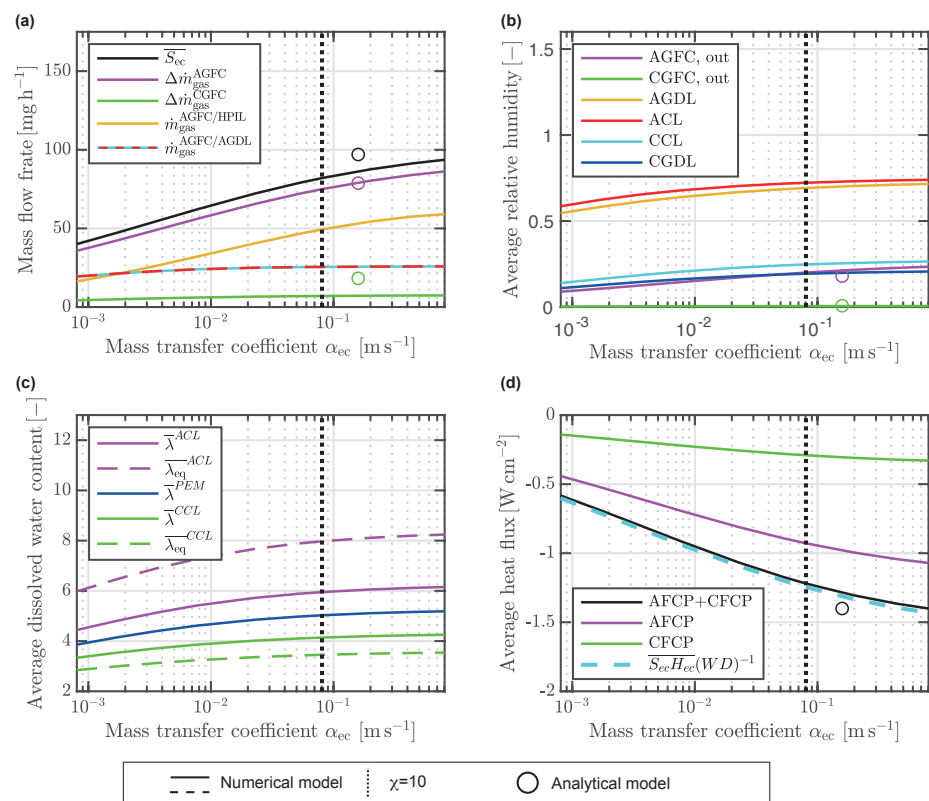 (a)
Mass flow frate [mg h⁻¹]
150
100
50
0
S̅ec
Δṁgas^AGFC
Δṁgas^CGFC
ṁgas^AGFC/HPIL
ṁgas^AGFC/AGDL
10⁻³ 10⁻² 10⁻¹
Mass transfer coefficient αec [m s⁻¹]
(b)
Average relative humidity [−]
1.5
1
0.5
0
AGFC, out
CGFC, out
AGDL
ACL
CCL
CGDL
10⁻³ 10⁻² 10⁻¹
Mass transfer coefficient αec [m s⁻¹]
(c)
Average dissolved water content [−]
12
10
8
6
4
2
λ̅^ACL
λ̅eq^ACL
λ̅^PEM
λ̅^CCL
λ̅eq^CCL
10⁻³ 10⁻² 10⁻¹
Mass transfer coefficient αec [m s⁻¹]
(d)
Average heat flux [W cm⁻²]
-0
-0.5
-1
-1.5
-2
AFCP+CFCP
AFCP
CFCP
S̅ecH̅ec(WD)⁻¹
10⁻³ 10⁻² 10⁻¹
Mass transfer coefficient αec [m s⁻¹]
Numerical model χ=10 Analytical model